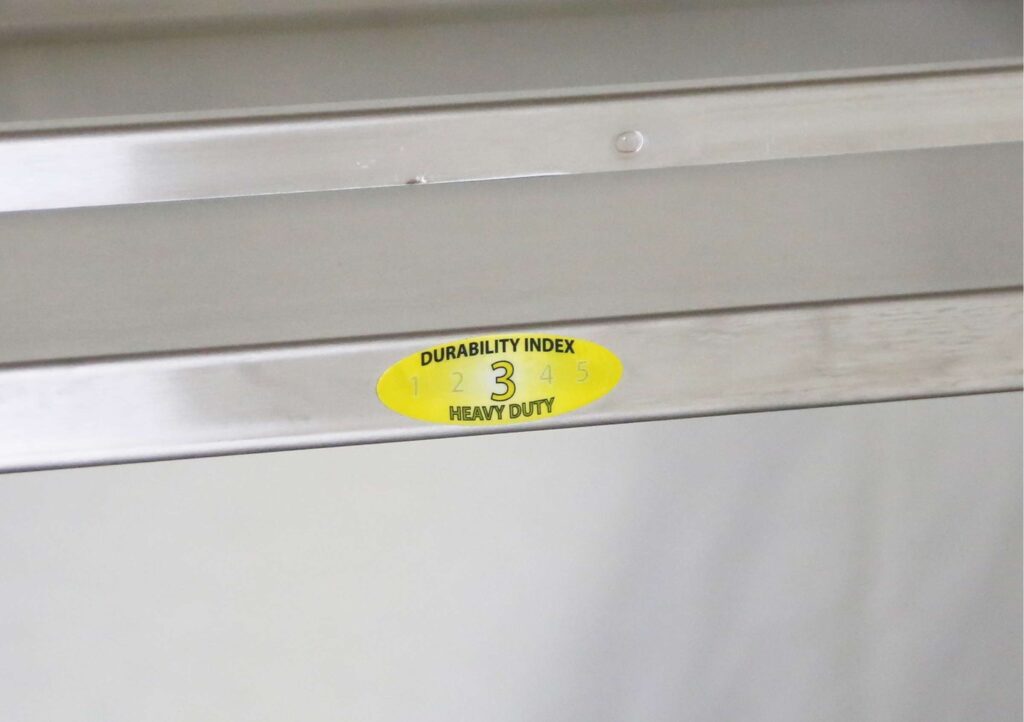 DURABILITY INDEX
1 2 3 4 5
HEAVY DUTY